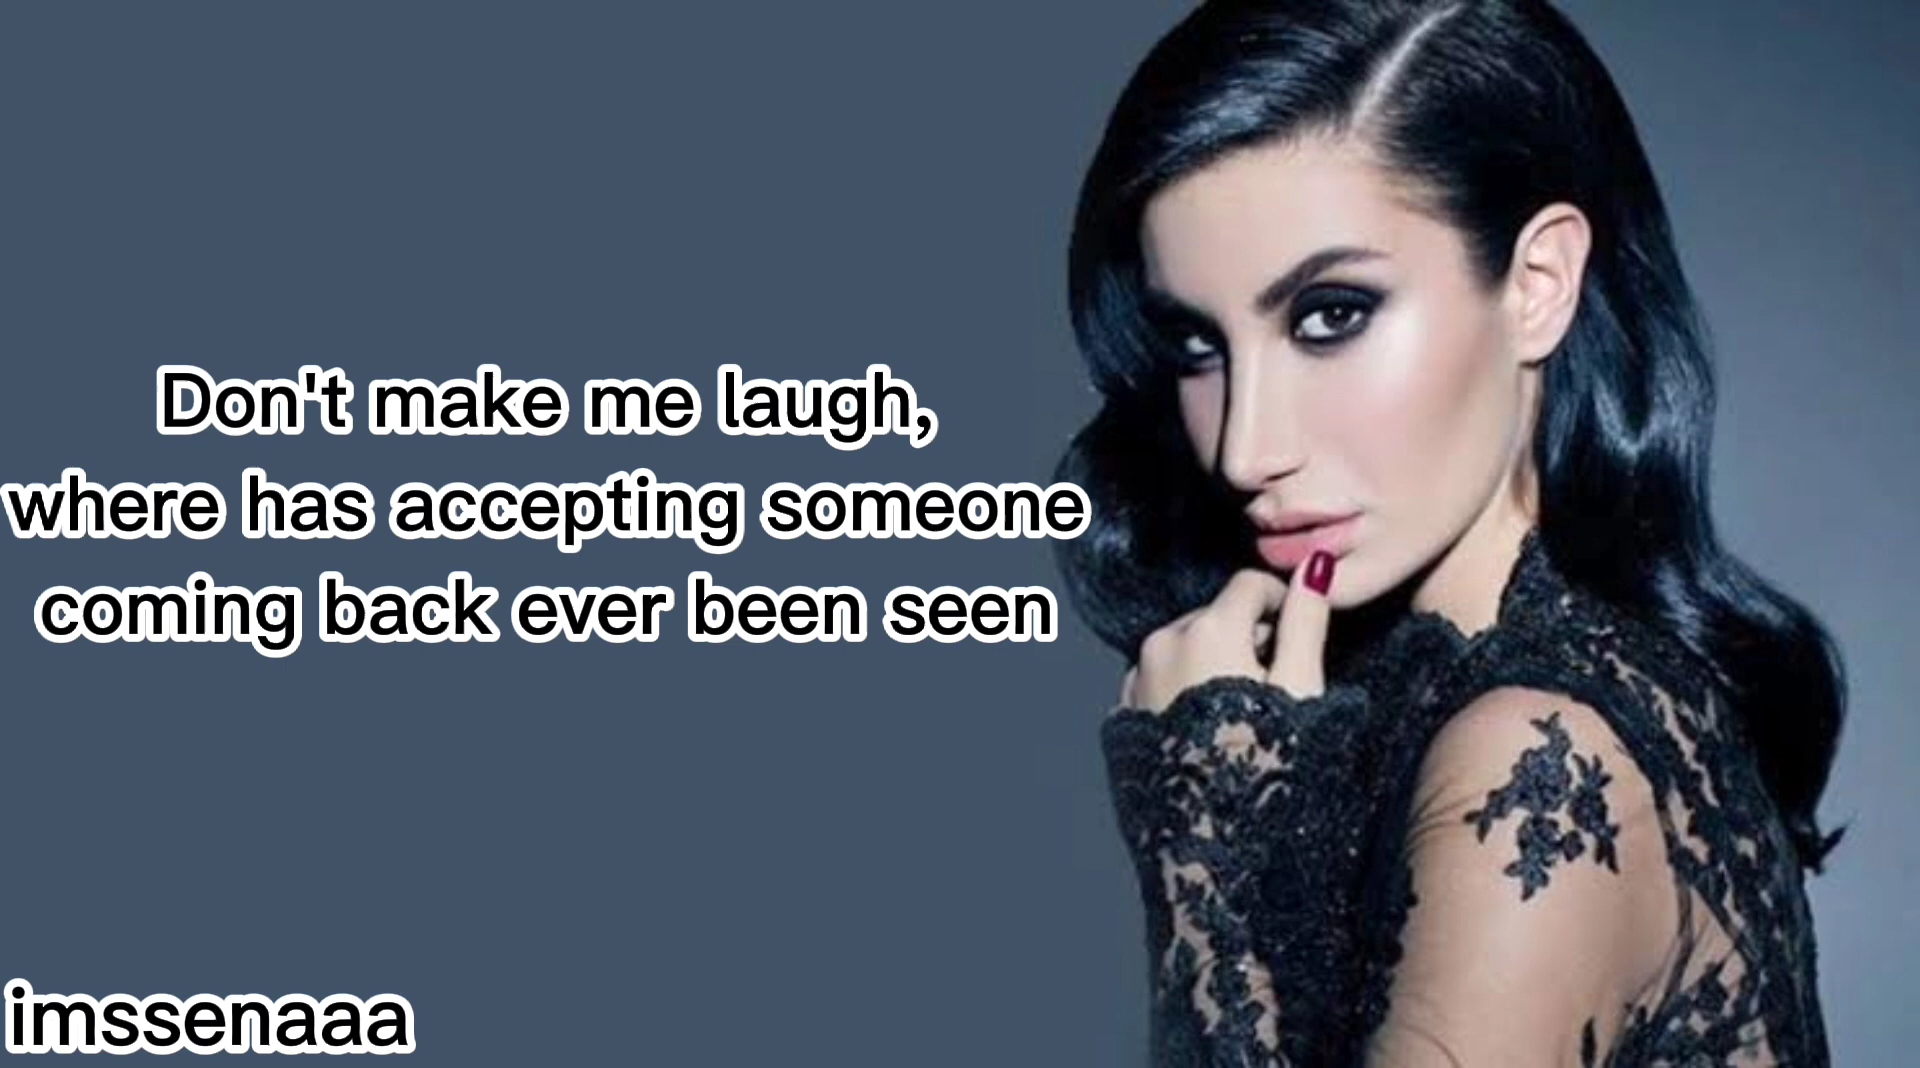 Don't make me laugh,
where has accepting someone
coming back ever been seen
imssenaaa